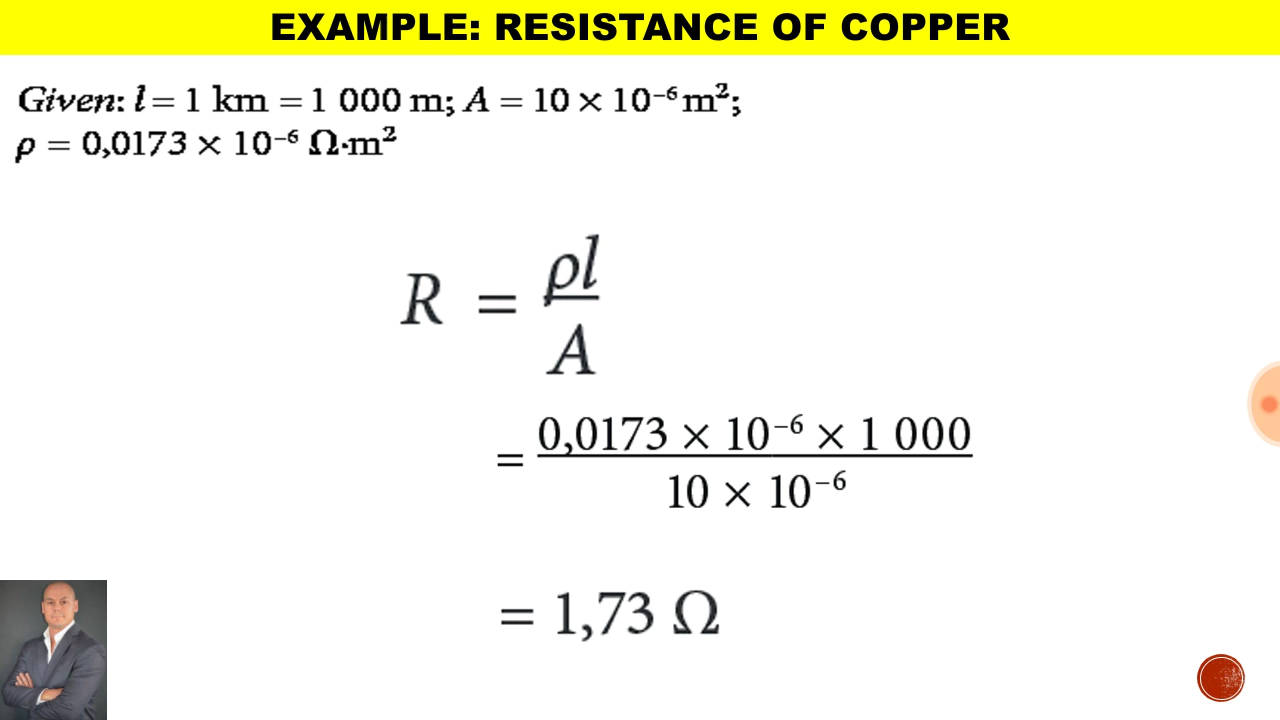 EXAMPLE: RESISTANCE OF COPPER
Given: l = 1 km = 1 000 m; A = 10 × 10⁻⁶ m²;
ρ = 0,0173 × 10⁻⁶ Ω·m²
R = ρl / A
= 0,0173 × 10⁻⁶ × 1 000 / 10 × 10⁻⁶
= 1,73 Ω